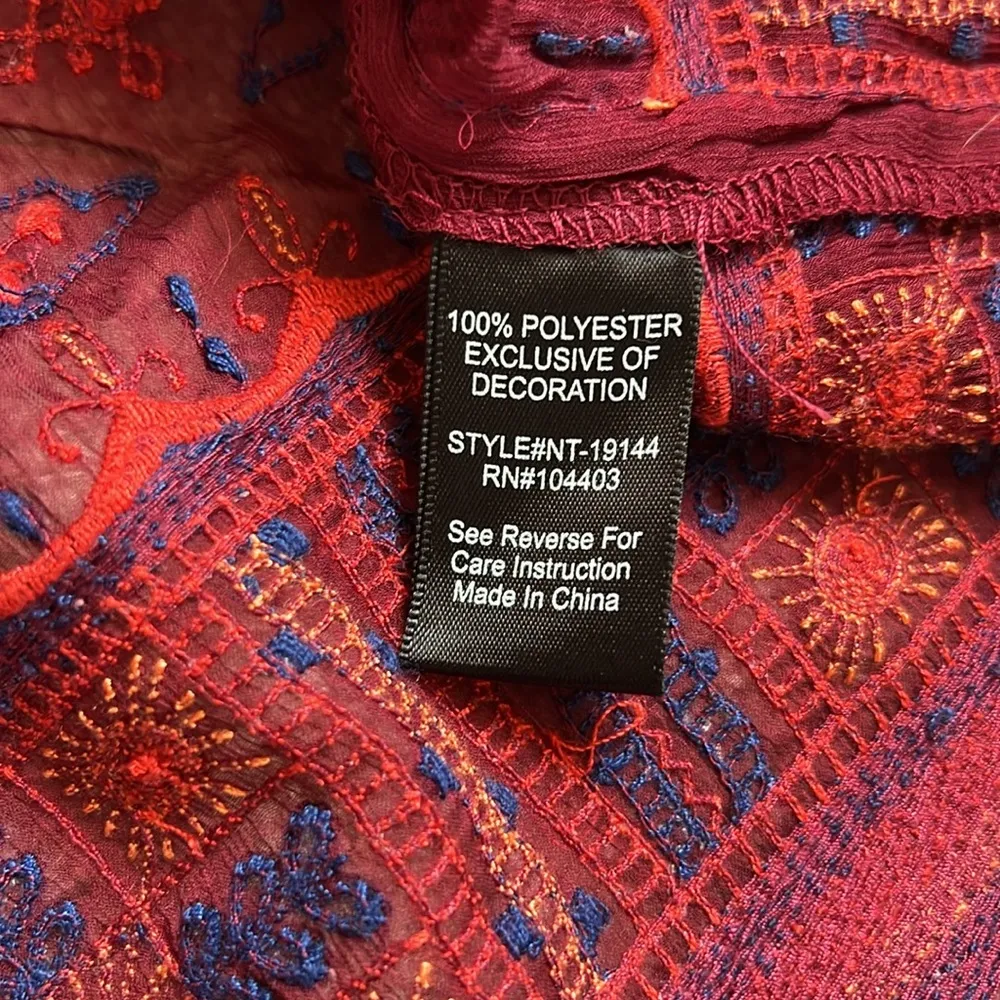 100% POLYESTER
EXCLUSIVE OF
DECORATION
STYLE#NT-19144
RN#104403
See Reverse For
Care Instruction
Made In China